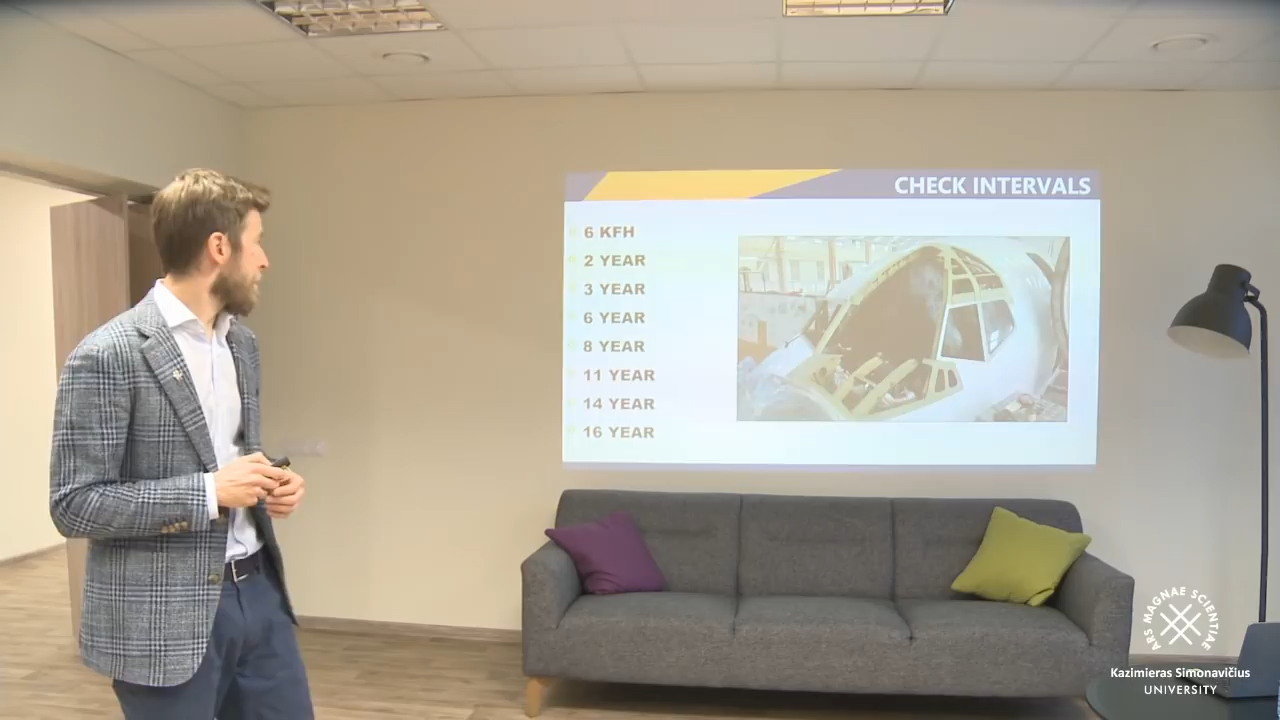 CHECK INTERVALS
6 KFH
2 YEAR
3 YEAR
6 YEAR
8 YEAR
11 YEAR
14 YEAR
16 YEAR
ARS MAGNAE SCIENTIAE
Kazimieras Simonavičius
UNIVERSITY